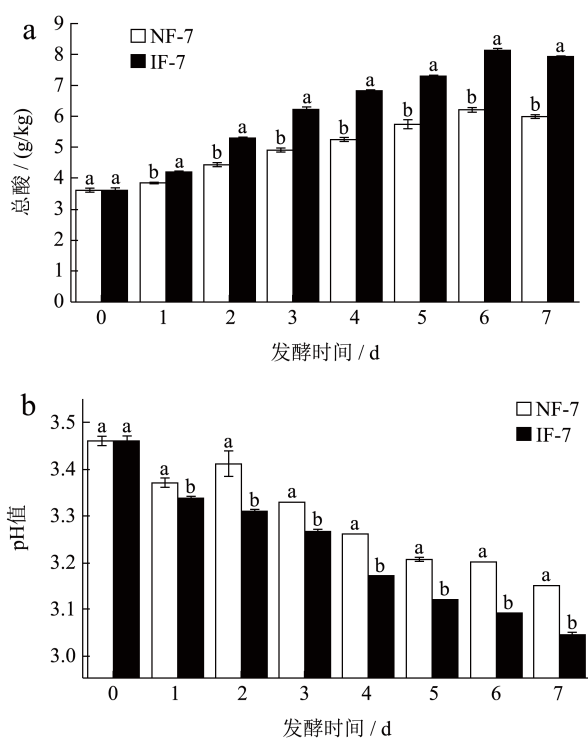 a
NF-7
IF-7
总酸 / (g/kg)
9
8
7
6
5
4
3
2
1
0
a a b a b a b a b a b a b a b a
0 1 2 3 4 5 6 7
发酵时间 / d
b
NF-7
IF-7
pH值
3.5
3.4
3.3
3.2
3.1
3.0
a a a b a b a b a b a b a b a b
0 1 2 3 4 5 6 7
发酵时间 / d